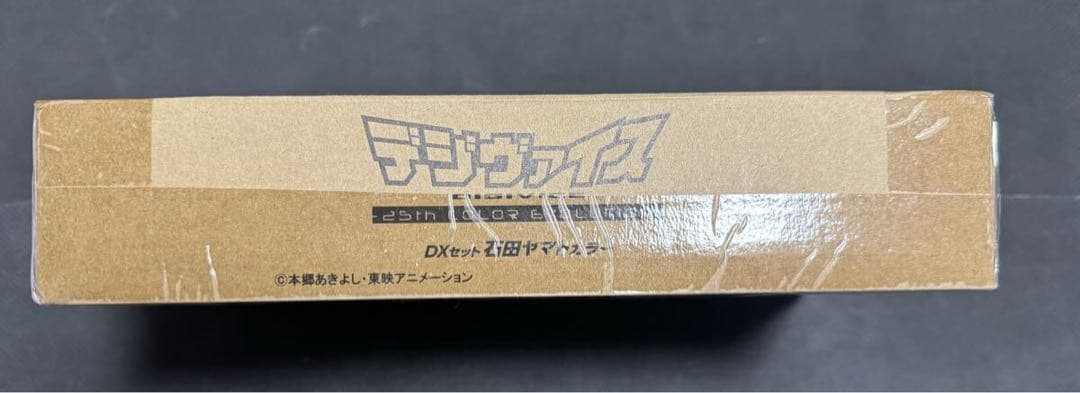 デジヴァイス
-25th COLOR
DXセット 石田ヤマトカラー
©本郷あきよし・東映アニメーション